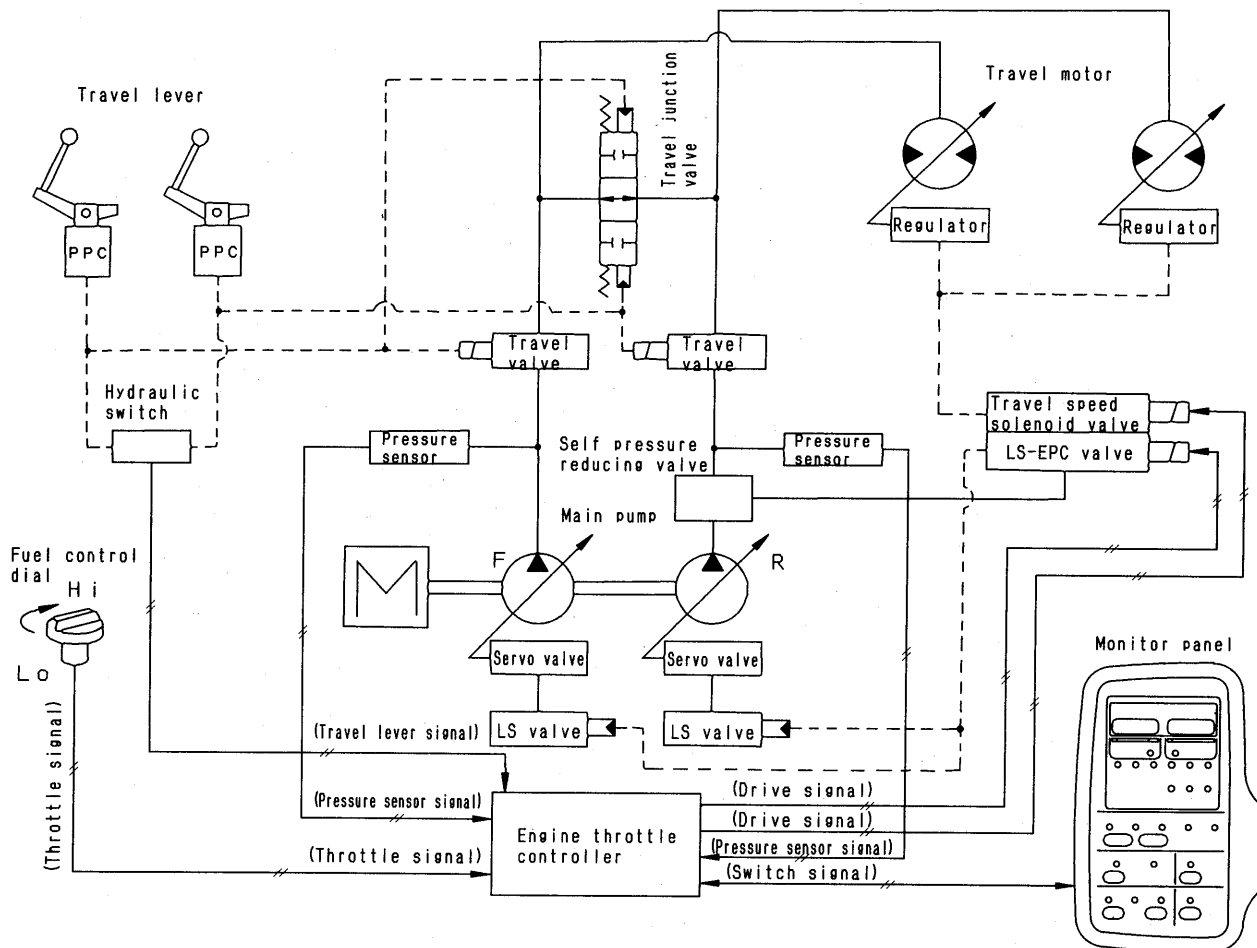 Travel lever
PPC
PPC
Travel junction
valve
Travel motor
Regulator
Regulator
Travel
valve
Travel
valve
Hydraulic
switch
Pressure
sensor
Self pressure
reducing valve
Pressure
sensor
Travel speed
solenoid valve
LS-EPC valve
Main pump
F
R
Fuel control
dial
Hi
Lo
Servo valve
Servo valve
LS valve
LS valve
Monitor panel
(Travel lever signal)
(Pressure sensor signal)
(Throttle signal)
(Throttle signal)
Engine throttle
controller
(Drive signal)
(Drive signal)
(Pressure sensor signal)
(Switch signal)